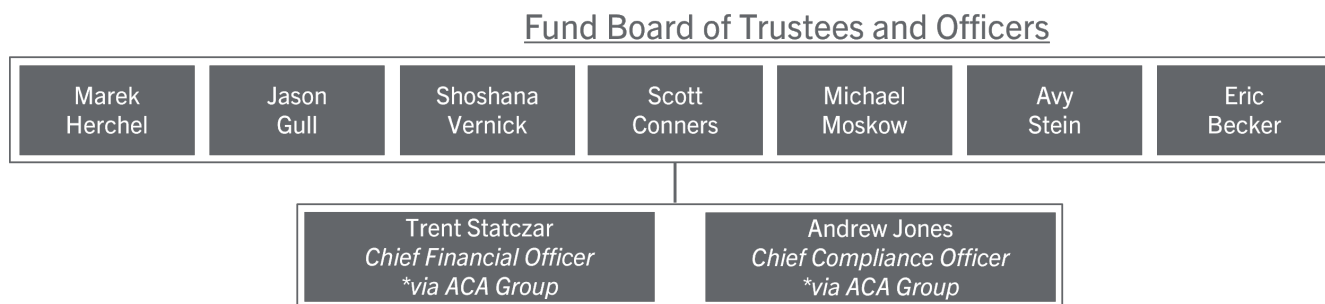 Fund Board of Trustees and Officers
Marek
Herchel
Jason
Gull
Shoshana
Vernick
Scott
Conners
Michael
Moskow
Avy
Stein
Eric
Becker
Trent Statczar
Chief Financial Officer
*via ACA Group
Andrew Jones
Chief Compliance Officer
*via ACA Group